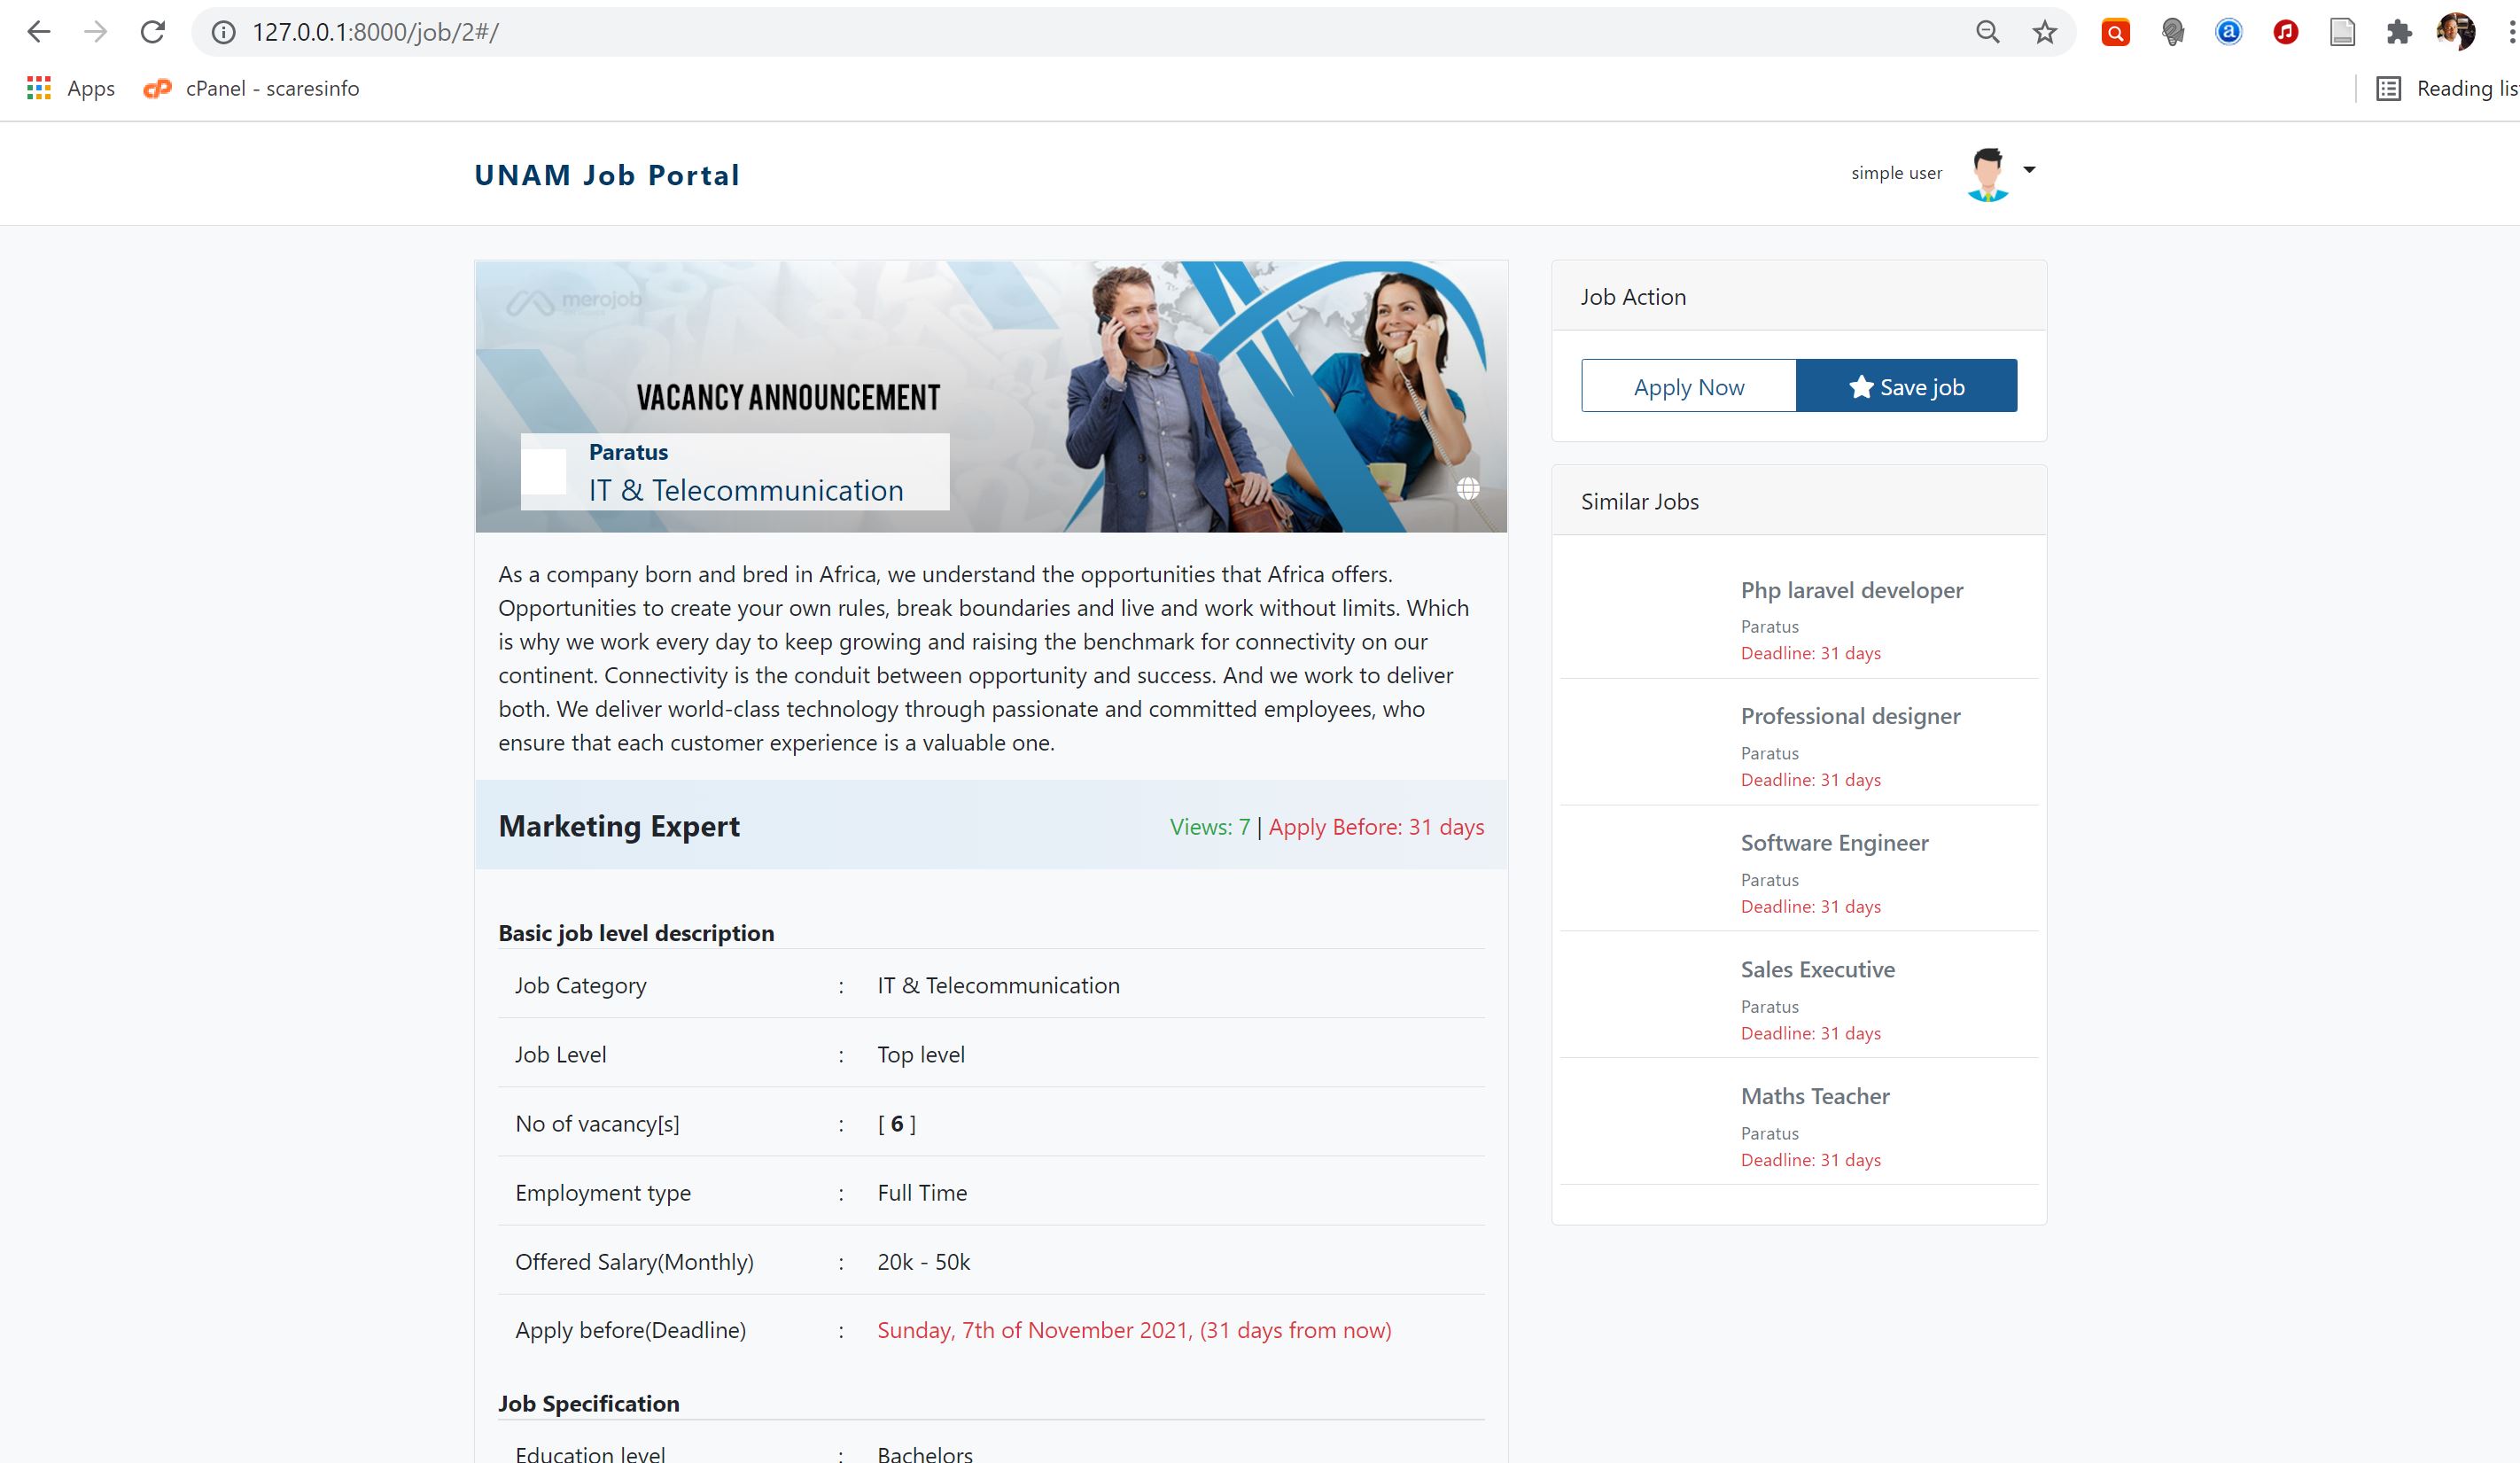 127.0.0.1:8000/job/2#/
Apps
cPanel - scaresinfo
Reading lis
UNAM Job Portal
simple user
merojob
VACANCY ANNOUNCEMENT
Paratus
IT & Telecommunication
As a company born and bred in Africa, we understand the opportunities that Africa offers.
Opportunities to create your own rules, break boundaries and live and work without limits. Which
is why we work every day to keep growing and raising the benchmark for connectivity on our
continent. Connectivity is the conduit between opportunity and success. And we work to deliver
both. We deliver world-class technology through passionate and committed employees, who
ensure that each customer experience is a valuable one.
Marketing Expert
Views: 7 | Apply Before: 31 days
Basic job level description
Job Category : IT & Telecommunication
Job Level : Top level
No of vacancy[s] : [ 6 ]
Employment type : Full Time
Offered Salary(Monthly) : 20k - 50k
Apply before(Deadline) : Sunday, 7th of November 2021, (31 days from now)
Job Specification
Education level : Bachelors
Job Action
Apply Now
Save job
Similar Jobs
Php laravel developer
Paratus
Deadline: 31 days
Professional designer
Paratus
Deadline: 31 days
Software Engineer
Paratus
Deadline: 31 days
Sales Executive
Paratus
Deadline: 31 days
Maths Teacher
Paratus
Deadline: 31 days